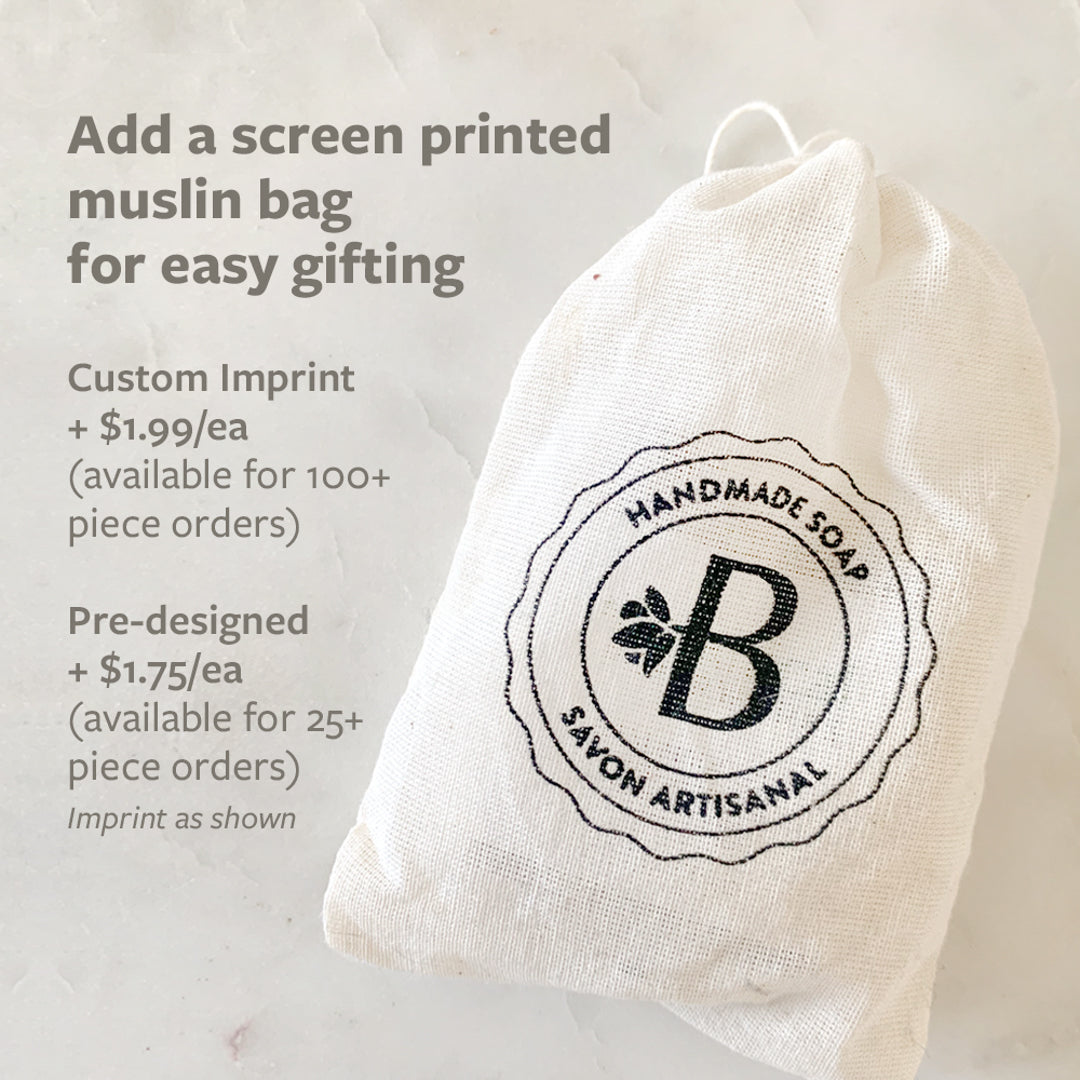 Add a screen printed
muslin bag
for easy gifting
Custom Imprint
+ $1.99/ea
(available for 100+
piece orders)
Pre-designed
+ $1.75/ea
(available for 25+
piece orders)
Imprint as shown
HANDMADE SOAP
B
SAVON ARTISANAL